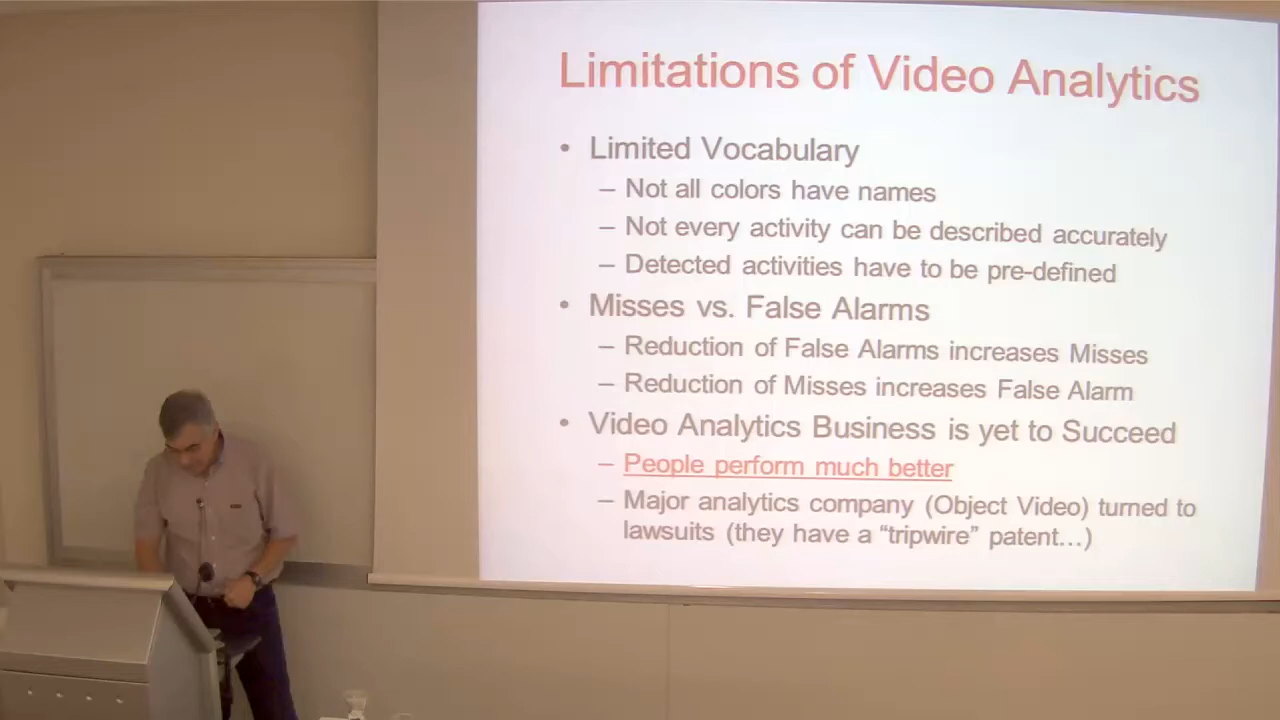 Limitations of Video Analytics
• Limited Vocabulary
– Not all colors have names
– Not every activity can be described accurately
– Detected activities have to be pre-defined
• Misses vs. False Alarms
– Reduction of False Alarms increases Misses
– Reduction of Misses increases False Alarm
• Video Analytics Business is yet to Succeed
– People perform much better
– Major analytics company (Object Video) turned to
lawsuits (they have a “tripwire” patent...)